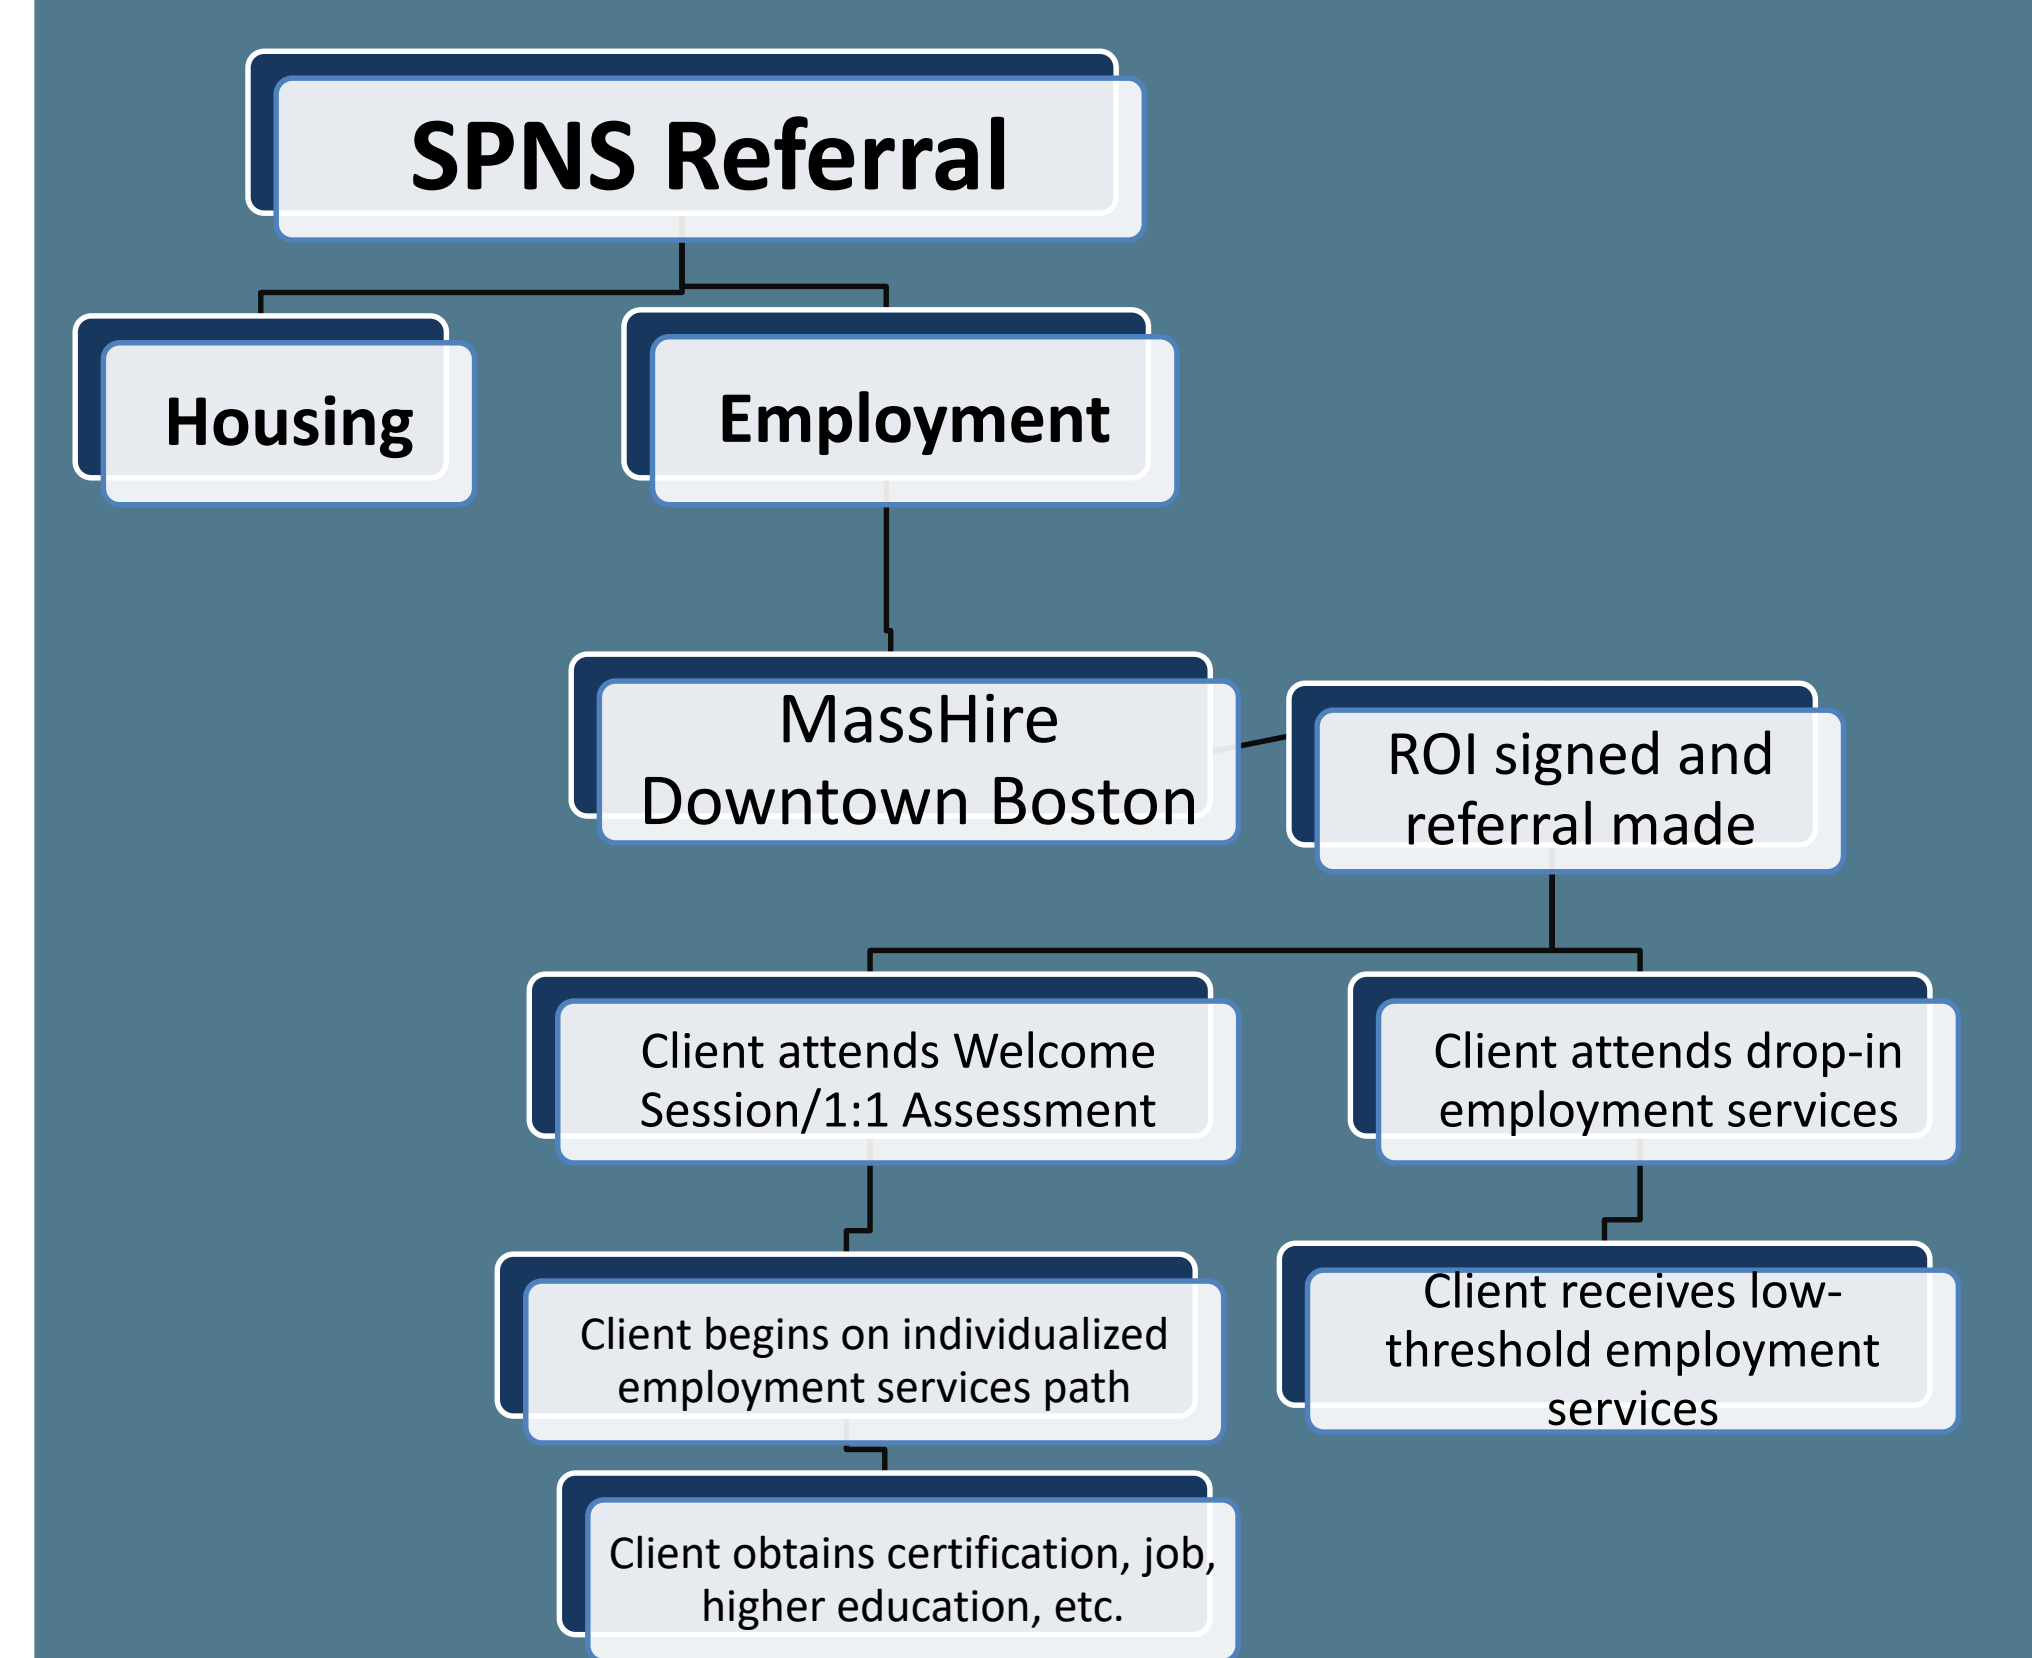 SPNS Referral
Housing
Employment
MassHire
Downtown Boston
ROI signed and
referral made
Client attends Welcome
Session/1:1 Assessment
Client attends drop-in
employment services
Client begins on individualized
employment services path
Client receives low-
threshold employment
services
Client obtains certification, job,
higher education, etc.